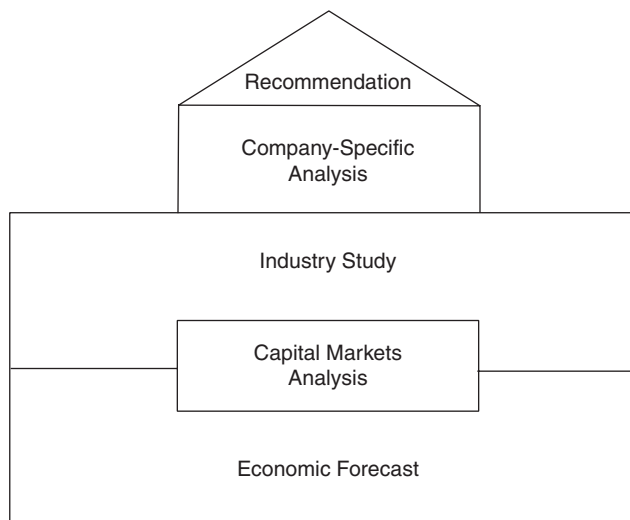 Recommendation
Company-Specific
Analysis
Industry Study
Capital Markets
Analysis
Economic Forecast